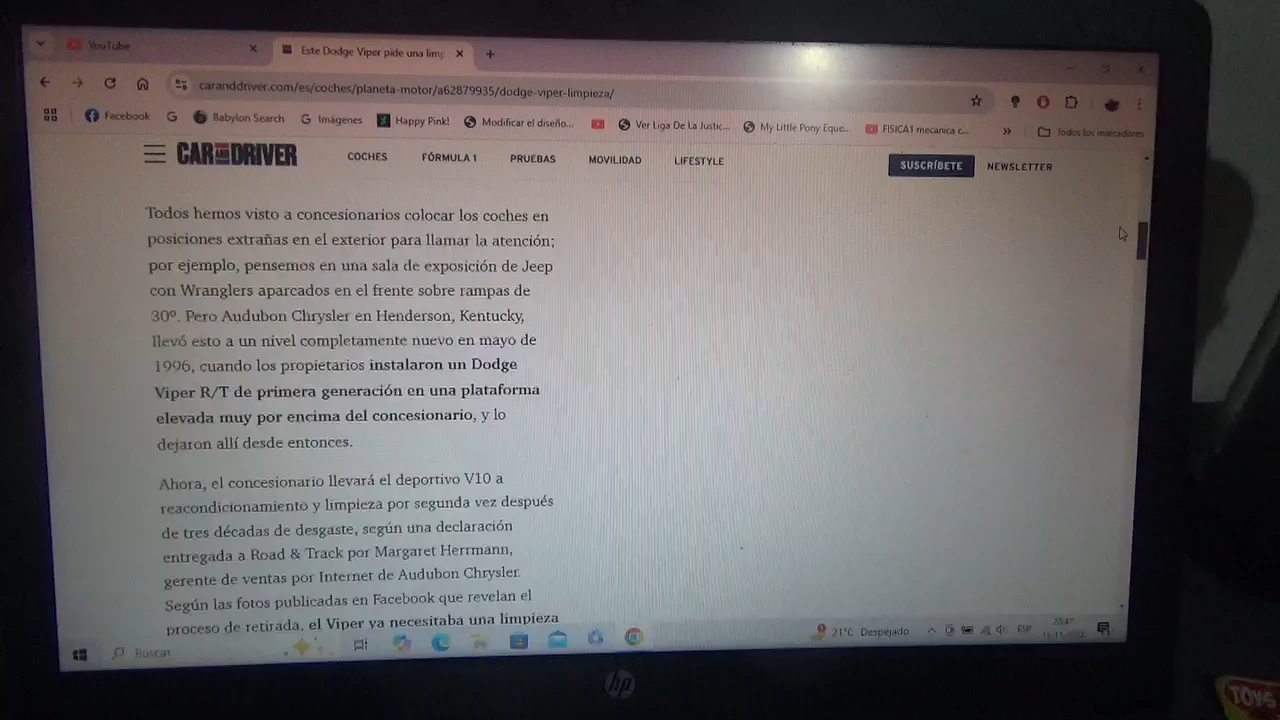 YouTube
Este Dodge Viper pide una limp
caranddriver.com/es/coches/planeta-motor/a62879935/dodge-viper-limpieza/
Facebook
Babylon Search
Imágenes
Happy Pink!
Modificar el diseño...
Ver Liga De La Justic...
My Little Pony Eque...
FISICA1 mecanica c...
Todos los marcadores
CAR AND DRIVER
COCHES
FÓRMULA 1
PRUEBAS
MOVILIDAD
LIFESTYLE
SUSCRÍBETE
NEWSLETTER
Todos hemos visto a concesionarios colocar los coches en
posiciones extrañas en el exterior para llamar la atención;
por ejemplo, pensemos en una sala de exposición de Jeep
con Wranglers aparcados en el frente sobre rampas de
30º. Pero Audubon Chrysler en Henderson, Kentucky,
llevó esto a un nivel completamente nuevo en mayo de
1996, cuando los propietarios instalaron un Dodge
Viper R/T de primera generación en una plataforma
elevada muy por encima del concesionario, y lo
dejaron allí desde entonces.
Ahora, el concesionario llevará el deportivo V10 a
reacondicionamiento y limpieza por segunda vez después
de tres décadas de desgaste, según una declaración
entregada a Road & Track por Margaret Herrmann,
gerente de ventas por Internet de Audubon Chrysler.
Según las fotos publicadas en Facebook que revelan el
proceso de retirada, el Viper ya necesitaba una limpieza
Buscar
21°C Despejado
ESP
20:47
hp
TOYS